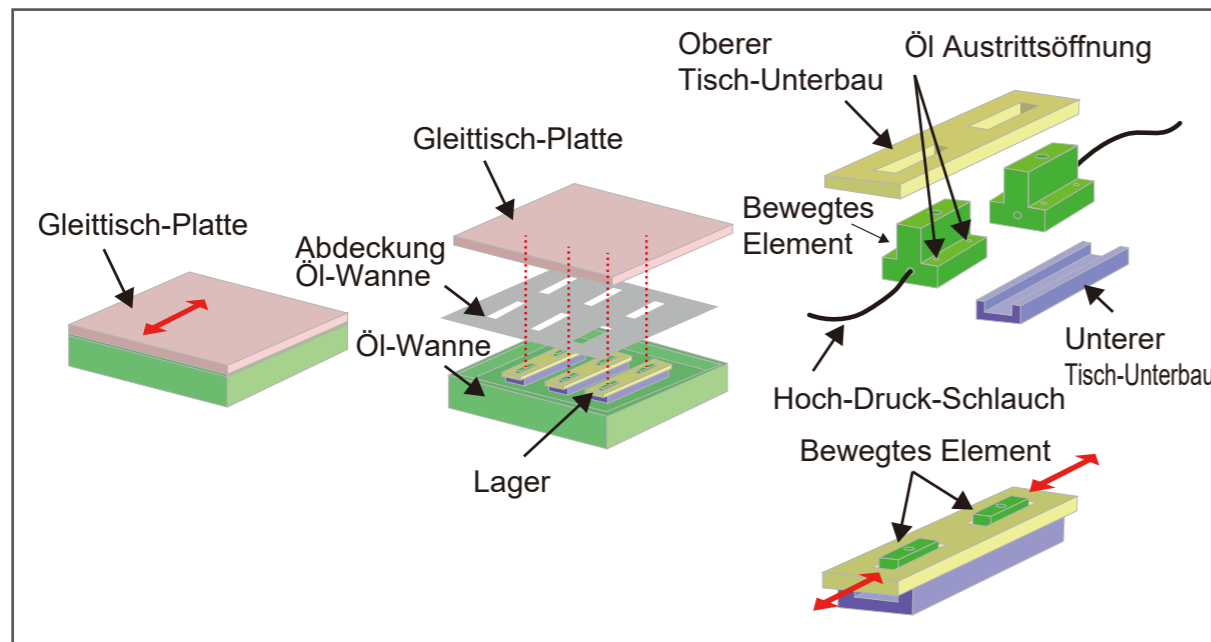 Gleittisch-Platte
Gleittisch-Platte
Abdeckung
Öl-Wanne
Öl-Wanne
Lager
Oberer
Tisch-Unterbau
Öl Austrittsöffnung
Bewegtes
Element
Unterer
Tisch-Unterbau
Hoch-Druck-Schlauch
Bewegtes Element